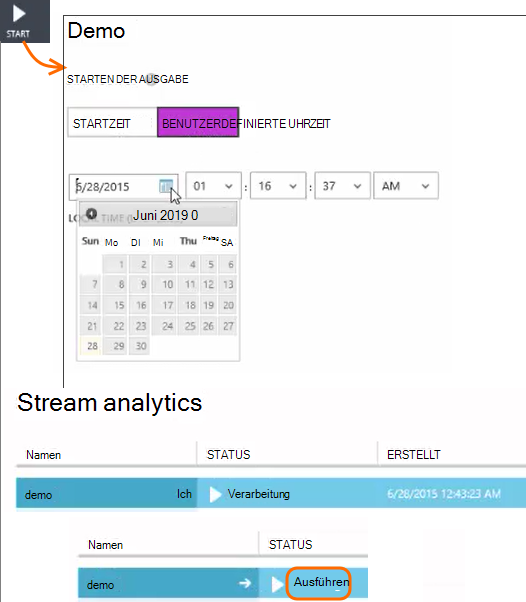 START
Demo
STARTEN DER AUSGABE
STARTZEIT BENUTZERDEFINIERTE UHRZEIT
6/28/2015 01 : 16 : 37 AM
TIME
Juni 2019 0
Sun Mo DI Mi Thu Freitag SA
1 2 3 4 5 6
7 8 9 10 11 12 13
14 15 16 17 18 19 20
21 22 23 24 25 26 27
28 29 30
Stream analytics
Namen STATUS ERSTELLT
demo Ich Verarbeitung 6/28/2015 12:43:23 AM
Namen STATUS
demo Ausführen